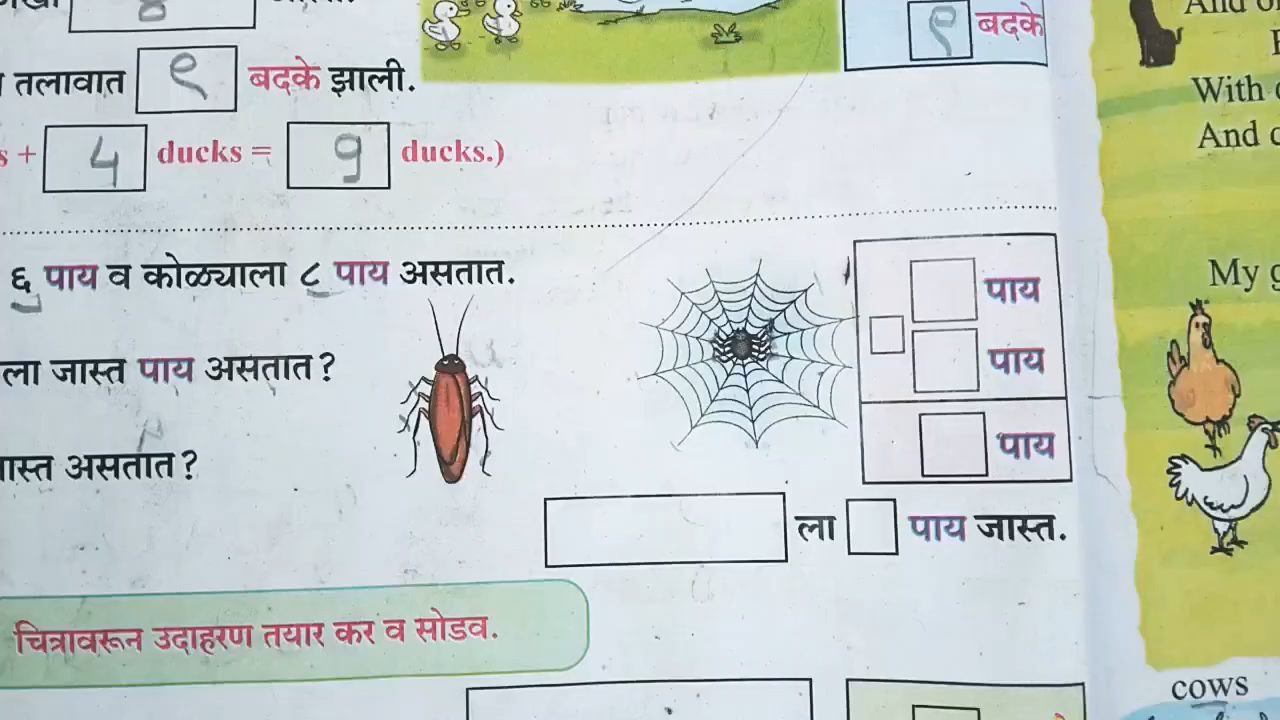 बदके
९
तलावात ९ बदके झाली.
+ 4 ducks = 9 ducks.)
६ पाय व कोळ्याला ८ पाय असतात.
ला जास्त पाय असतात?
असतात?
पाय
पाय
पाय
ला पाय जास्त.
चित्रावरून उदाहरण तयार कर व सोडव.
And
With
And
My
cows